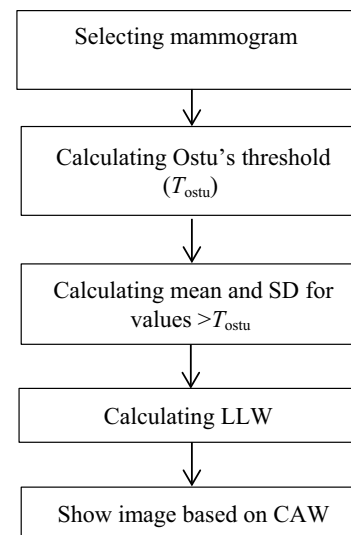 Selecting mammogram
Calculating Ostu’s threshold
(Tostu)
Calculating mean and SD for
values >Tostu
Calculating LLW
Show image based on CAW